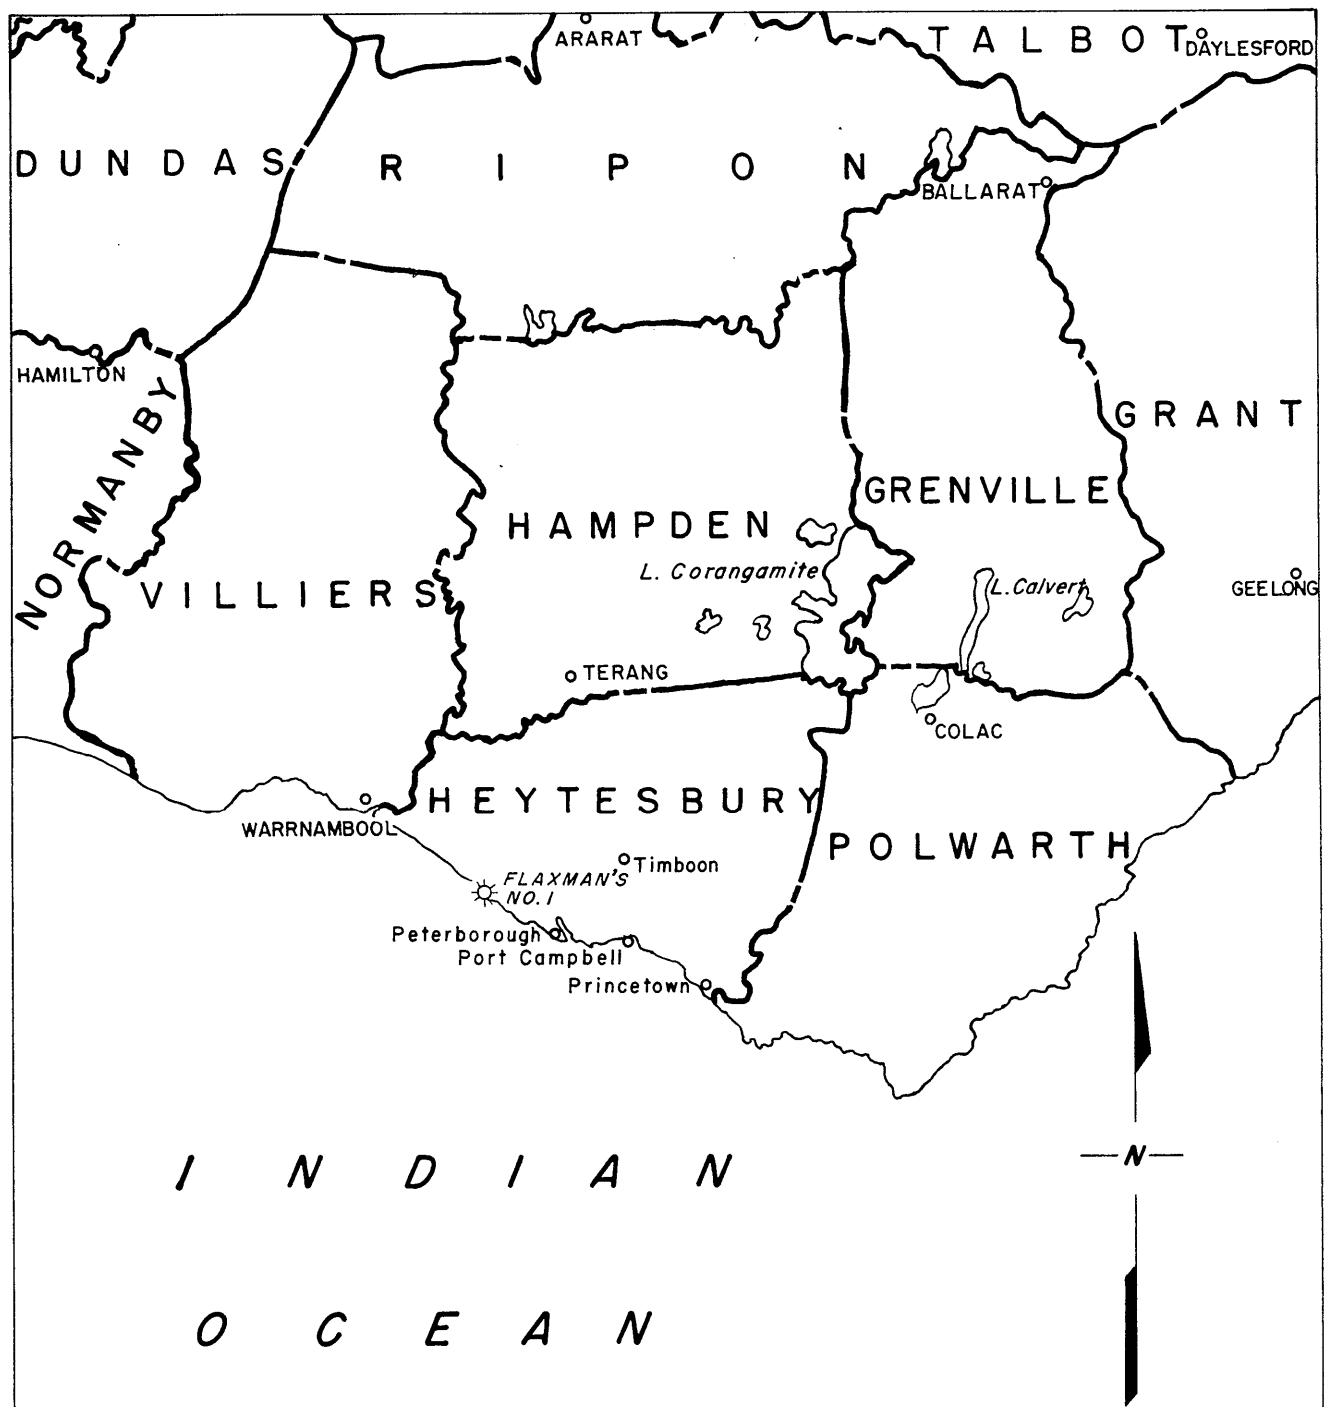 ARARAT
TALBOT
DAYLESFORD
DUNDAS
RIPON
BALLARAT
HAMILTON
NORMANBY
GRANT
GRENVILLE
HAMPDEN
L. Corangamite
L. Calvert
GEELONG
VILLIERS
TERANG
COLAC
HEYTESBURY
WARRNAMBOOL
POLWARTH
Timboon
FLAXMAN'S
NO. 1
Peterborough
Port Campbell
Princetown
N
INDIAN
OCEAN